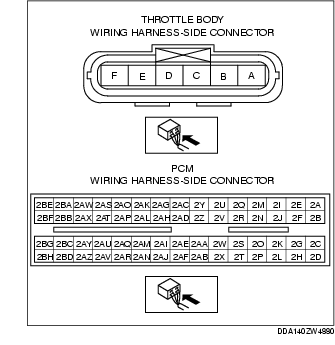 THROTTLE BODY
WIRING HARNESS-SIDE CONNECTOR
F E D C B A
PCM
WIRING HARNESS-SIDE CONNECTOR
2BE 2BA 2AW 2AS 2AO 2AK 2AG 2AC 2Y 2U 2Q 2M 2I 2E 2A
2BF 2BB 2AX 2AT 2AP 2AL 2AH 2AD 2Z 2V 2R 2N 2J 2F 2B
2BG 2BC 2AY 2AU 2AQ 2AM 2AI 2AE 2AA 2W 2S 2O 2K 2G 2C
2BH 2BD 2AZ 2AV 2AR 2AN 2AJ 2AF 2AB 2X 2T 2P 2L 2H 2D
DDA140ZW4990